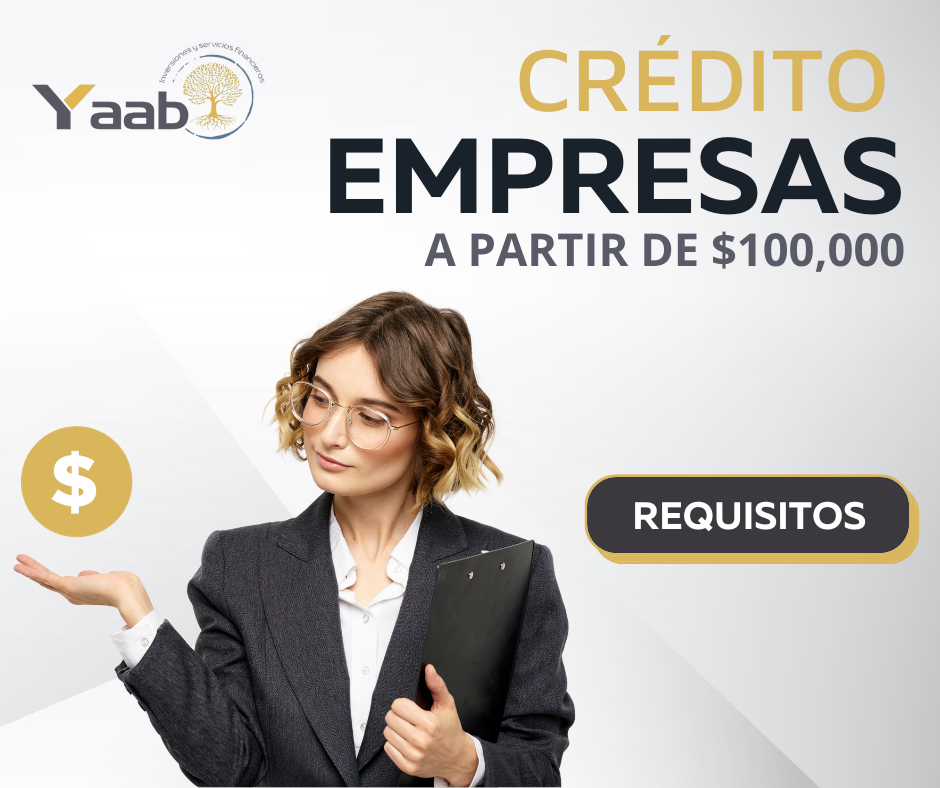 Inversiones y servicios financieros
Yaab
CRÉDITO
EMPRESAS
A PARTIR DE $100,000
$
REQUISITOS